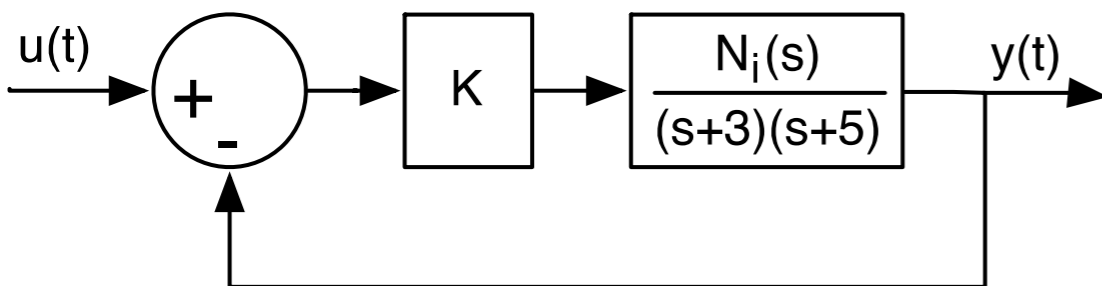 u(t)
+
-
K
N_i(s)
(s+3)(s+5)
y(t)